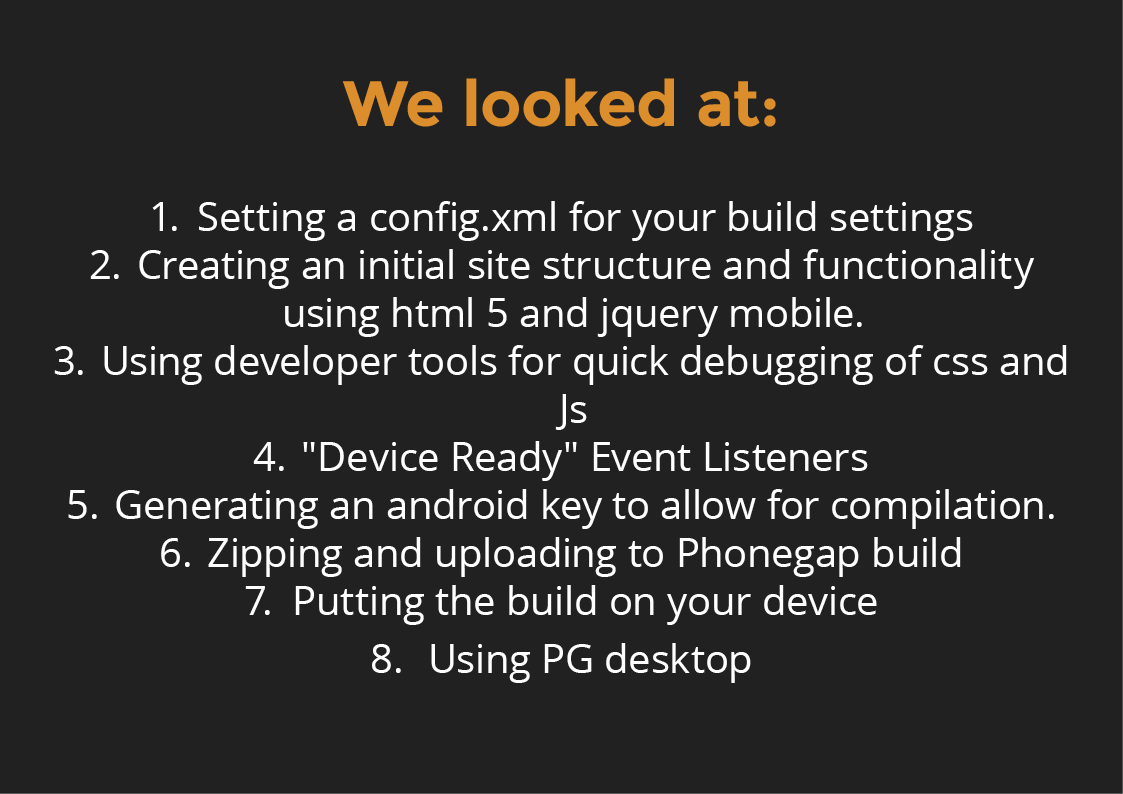 We looked at:
1. Setting a config.xml for your build settings
2. Creating an initial site structure and functionality
using html 5 and jquery mobile.
3. Using developer tools for quick debugging of css and
Js
4. "Device Ready" Event Listeners
5. Generating an android key to allow for compilation.
6. Zipping and uploading to Phonegap build
7. Putting the build on your device
8. Using PG desktop